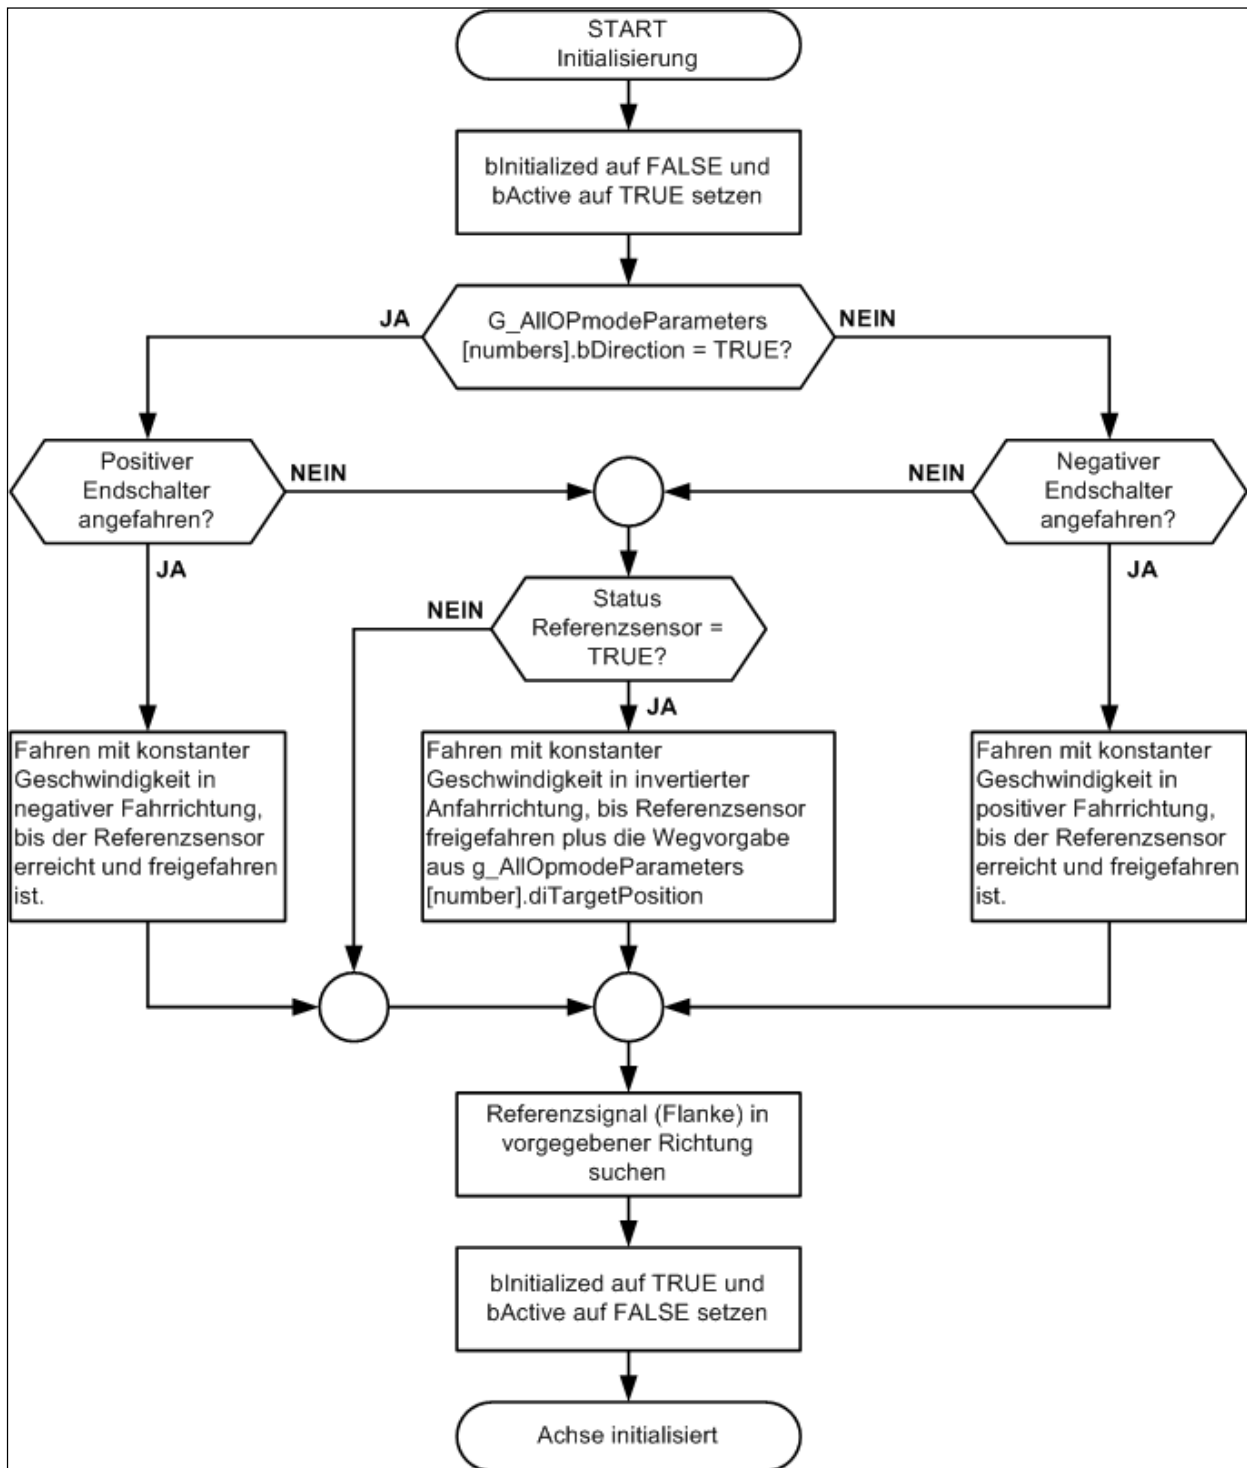 START
Initialisierung
bInitialized auf FALSE und
bActive auf TRUE setzen
JA
G_AllOPmodeParameters
[numbers].bDirection = TRUE?
NEIN
Positiver
Endschalter
angefahren?
NEIN
JA
NEIN
Negativer
Endschalter
angefahren?
JA
NEIN
Status
Referenzsensor =
TRUE?
JA
Fahren mit konstanter
Geschwindigkeit in
negativer Fahrrichtung,
bis der Referenzsensor
erreicht und freigefahren
ist.
Fahren mit konstanter
Geschwindigkeit in invertierter
Anfahrrichtung, bis Referenzsensor
freigefahren plus die Wegvorgabe
aus g_AllOpmodeParameters
[number].diTargetPosition
Fahren mit konstanter
Geschwindigkeit in
positiver Fahrrichtung,
bis der Referenzsensor
erreicht und freigefahren
ist.
Referenzsignal (Flanke) in
vorgegebener Richtung
suchen
bInitialized auf TRUE und
bActive auf FALSE setzen
Achse initialisiert